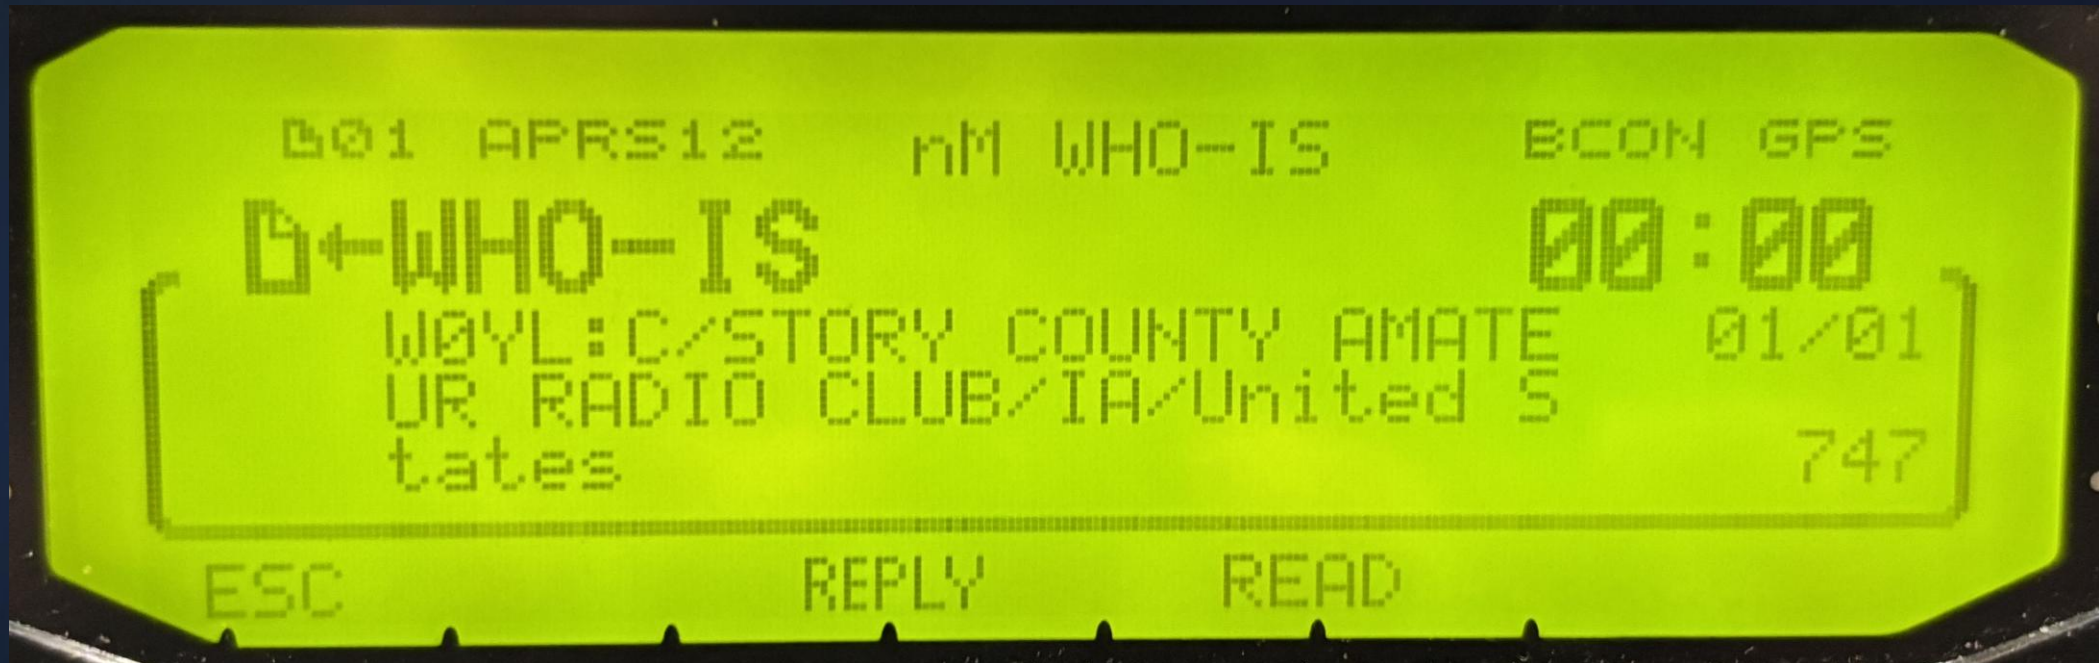 01 APRS12 nM WHO-IS BCON GPS
←WHO-IS 00:00
W0YL:C/STORY COUNTY AMATE 01/01
UR RADIO CLUB/IA/United S
tates 747
ESC REPLY READ